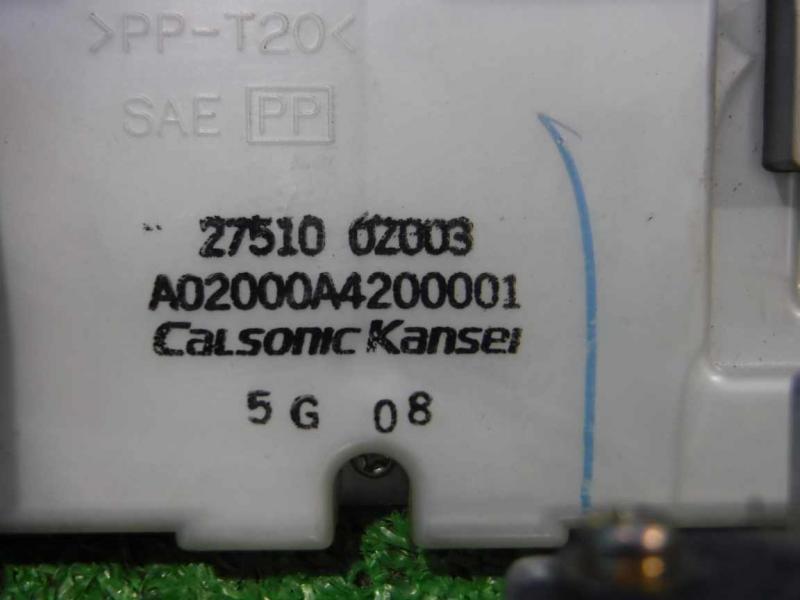 >PP-T20<
SAE PP
27510 0Z003
A02000A4200001
Calsonic Kansei
5G 08